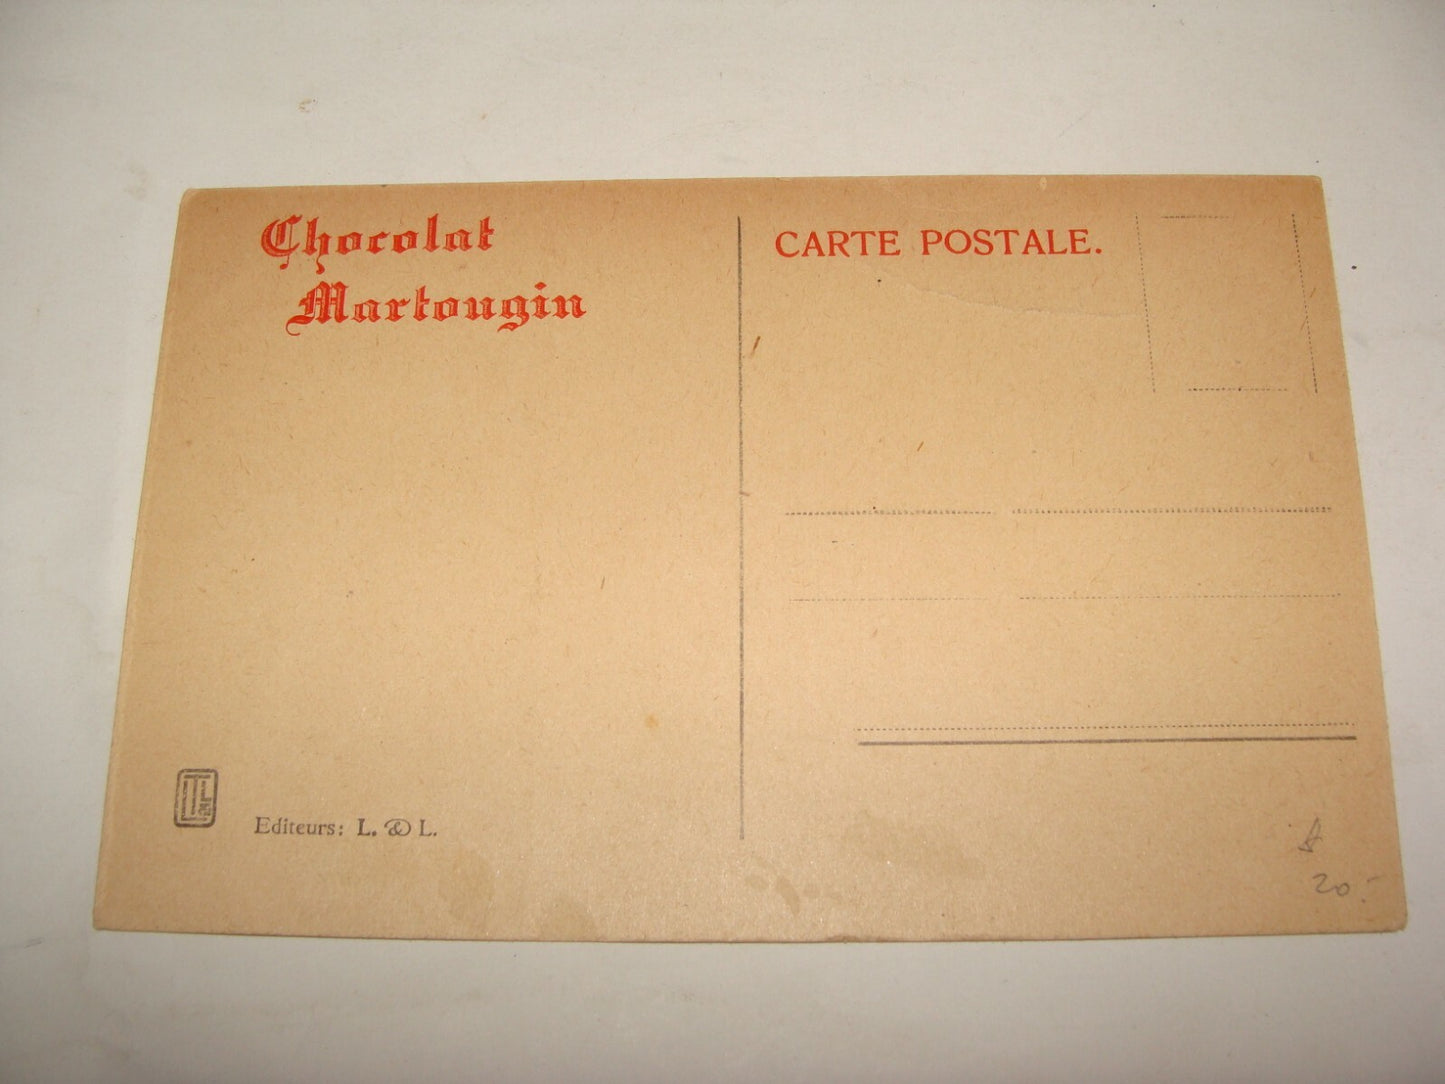 Chocolat
Martougin
CARTE POSTALE.
Editeurs: L. & L.
20.-